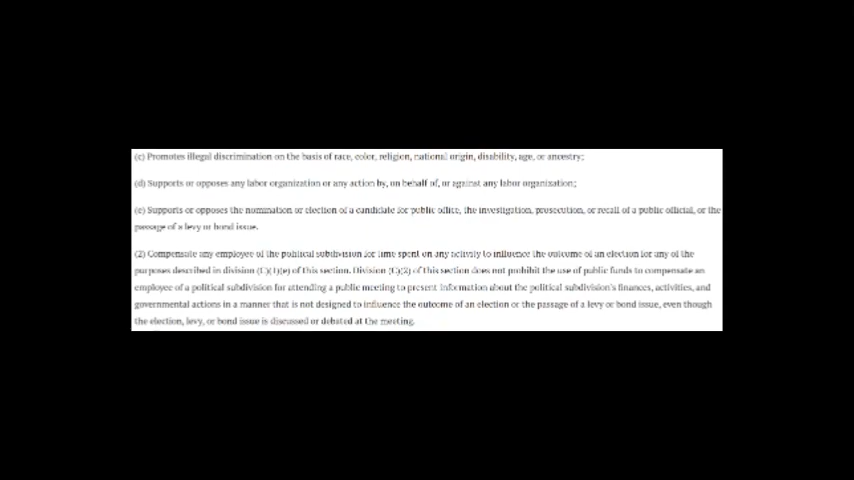 (c) Promotes illegal discrimination on the basis of race, color, religion, national origin, disability, age, or ancestry;
(d) Supports or opposes any labor organization or any action by, on behalf of, or against any labor organization;
(e) Supports or opposes the nomination or election of a candidate for public office, the investigation, prosecution, or recall of a public official, or the
passage of a levy or bond issue.
(2) Compensate any employee of the political subdivision for time spent on any activity to influence the outcome of an election for any of the
purposes described in division (C)(1)(e) of this section. Division (C)(2) of this section does not prohibit the use of public funds to compensate an
employee of a political subdivision for attending a public meeting to present information about the political subdivision's finances, activities, and
governmental actions in a manner that is not designed to influence the outcome of an election or the passage of a levy or bond issue, even though
the election, levy, or bond issue is discussed or debated at the meeting.